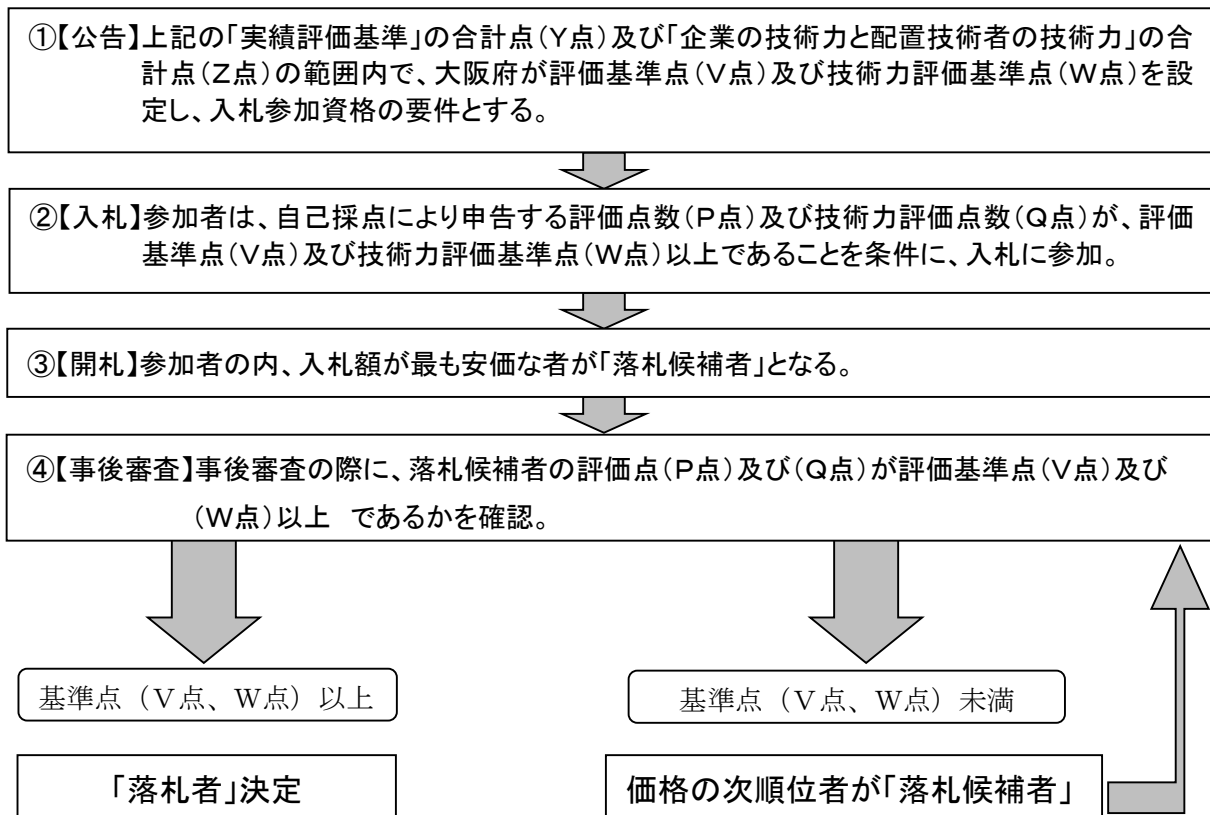 ①【公告】上記の「実績評価基準」の合計点(Y点)及び「企業の技術力と配置技術者の技術力」の合
計点(Z点)の範囲内で、大阪府が評価基準点(V点)及び技術力評価基準点(W点)を設
定し、入札参加資格の要件とする。
②【入札】参加者は、自己採点により申告する評価点数(P点)及び技術力評価点数(Q点)が、評価
基準点(V点)及び技術力評価基準点(W点)以上であることを条件に、入札に参加。
③【開札】参加者の内、入札額が最も安価な者が「落札候補者」となる。
④【事後審査】事後審査の際に、落札候補者の評価点(P点)及び(Q点)が評価基準点(V点)及び
(W点)以上 であるかを確認。
基準点(V点、W点)以上
基準点(V点、W点)未満
「落札者」決定
価格の次順位者が「落札候補者」